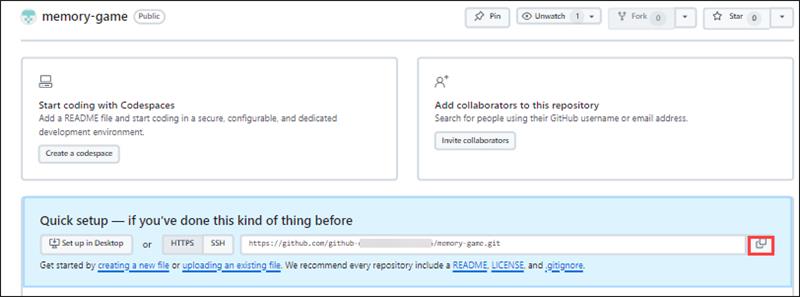 memory-game Public
Pin Unwatch 1 Fork 0 Star 0
Start coding with Codespaces
Add a README file and start coding in a secure, configurable, and dedicated
development environment.
Create a codespace
Add collaborators to this repository
Search for people using their GitHub username or email address.
Invite collaborators
Quick setup — if you've done this kind of thing before
Set up in Desktop or HTTPS SSH https://github.com/github- /memory-game.git
Get started by creating a new file or uploading an existing file. We recommend every repository include a README, LICENSE, and .gitignore.